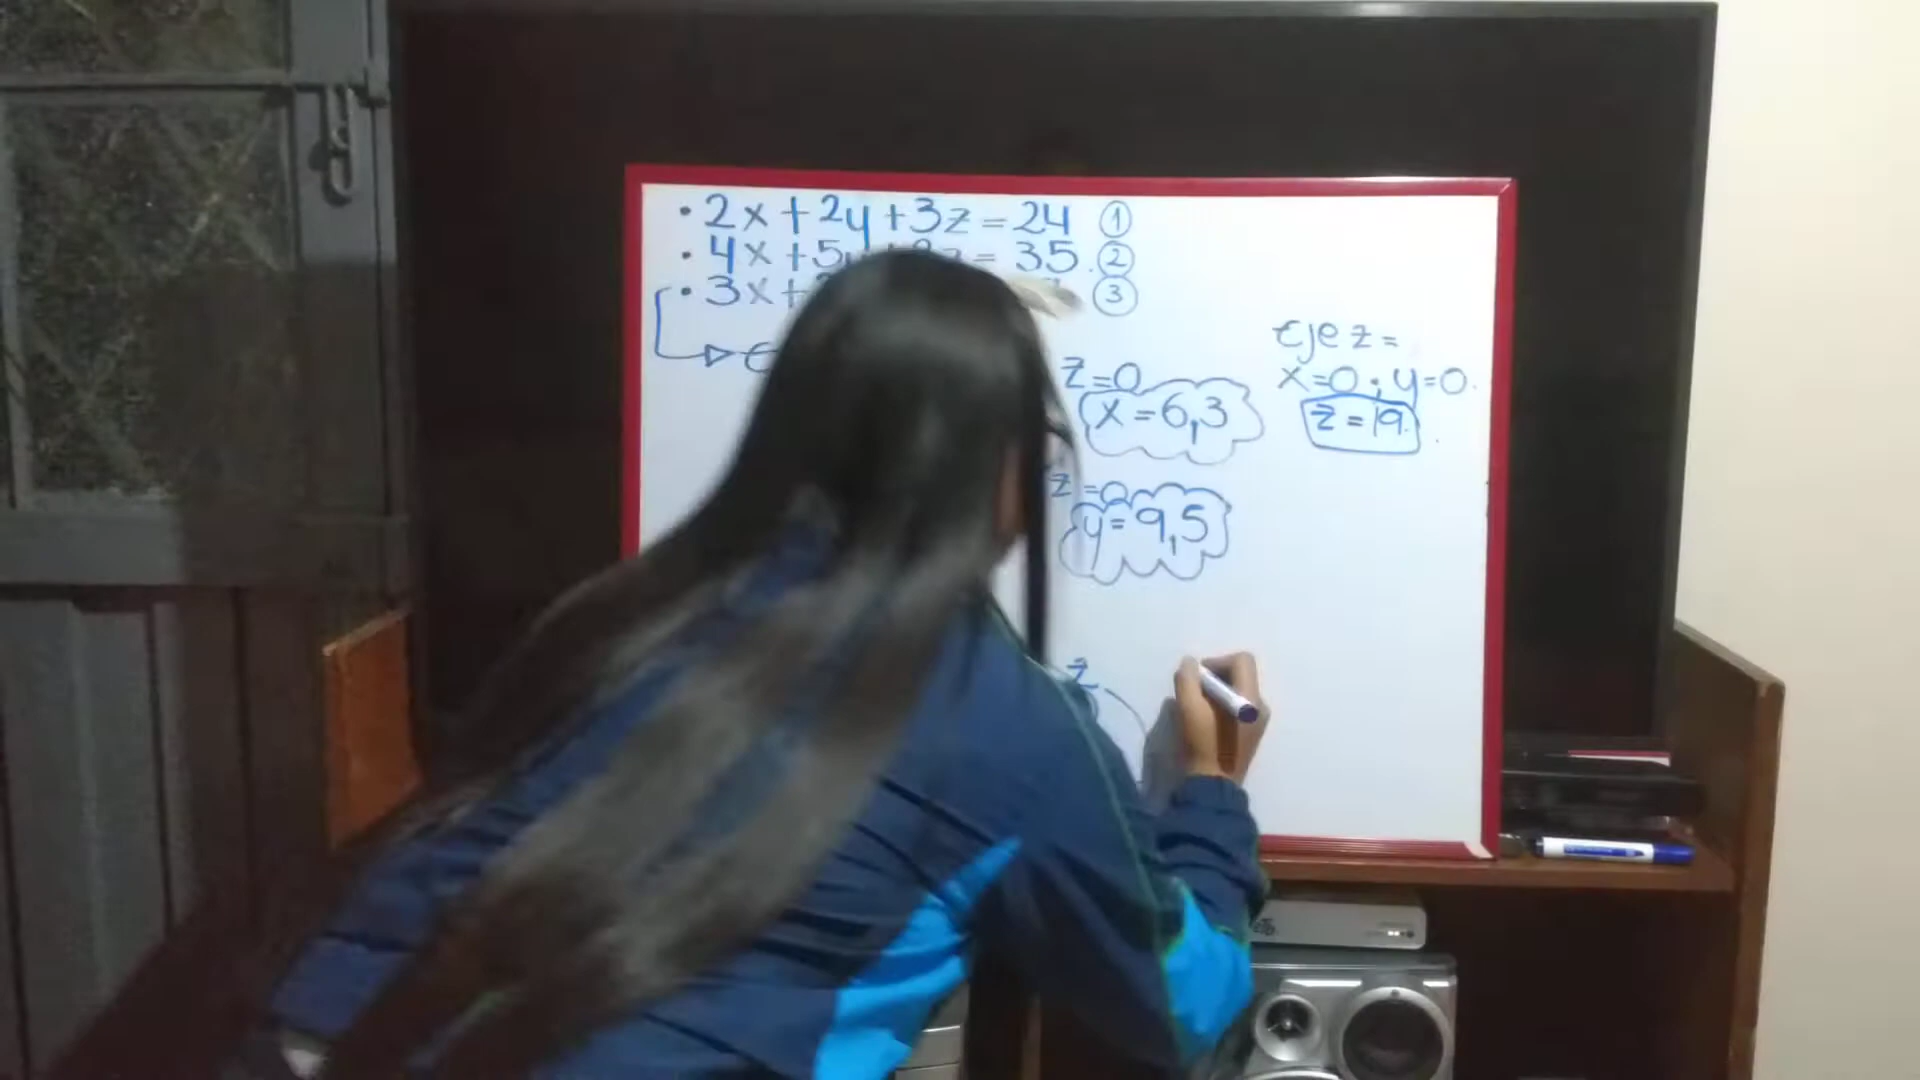 • 2x + 2y + 3z = 24 ①
• 4x + 5y = 35 . ②
• 3x + ③
eje z =
x=0 ; y=0.
z = 19.
z=0
x = 6,3
z=0
y = 9,5
z